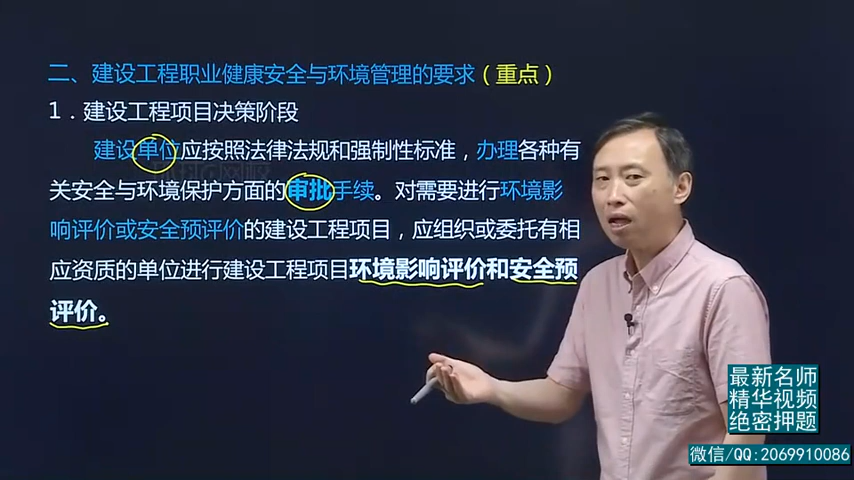 二、建设工程职业健康安全与环境管理的要求（重点）
1．建设工程项目决策阶段
建设单位应按照法律法规和强制性标准，办理各种有
关安全与环境保护方面的审批手续。对需要进行环境影
响评价或安全预评价的建设工程项目，应组织或委托有相
应资质的单位进行建设工程项目环境影响评价和安全预
评价。
最新名师
精华视频
绝密押题
微信/QQ:2069910086